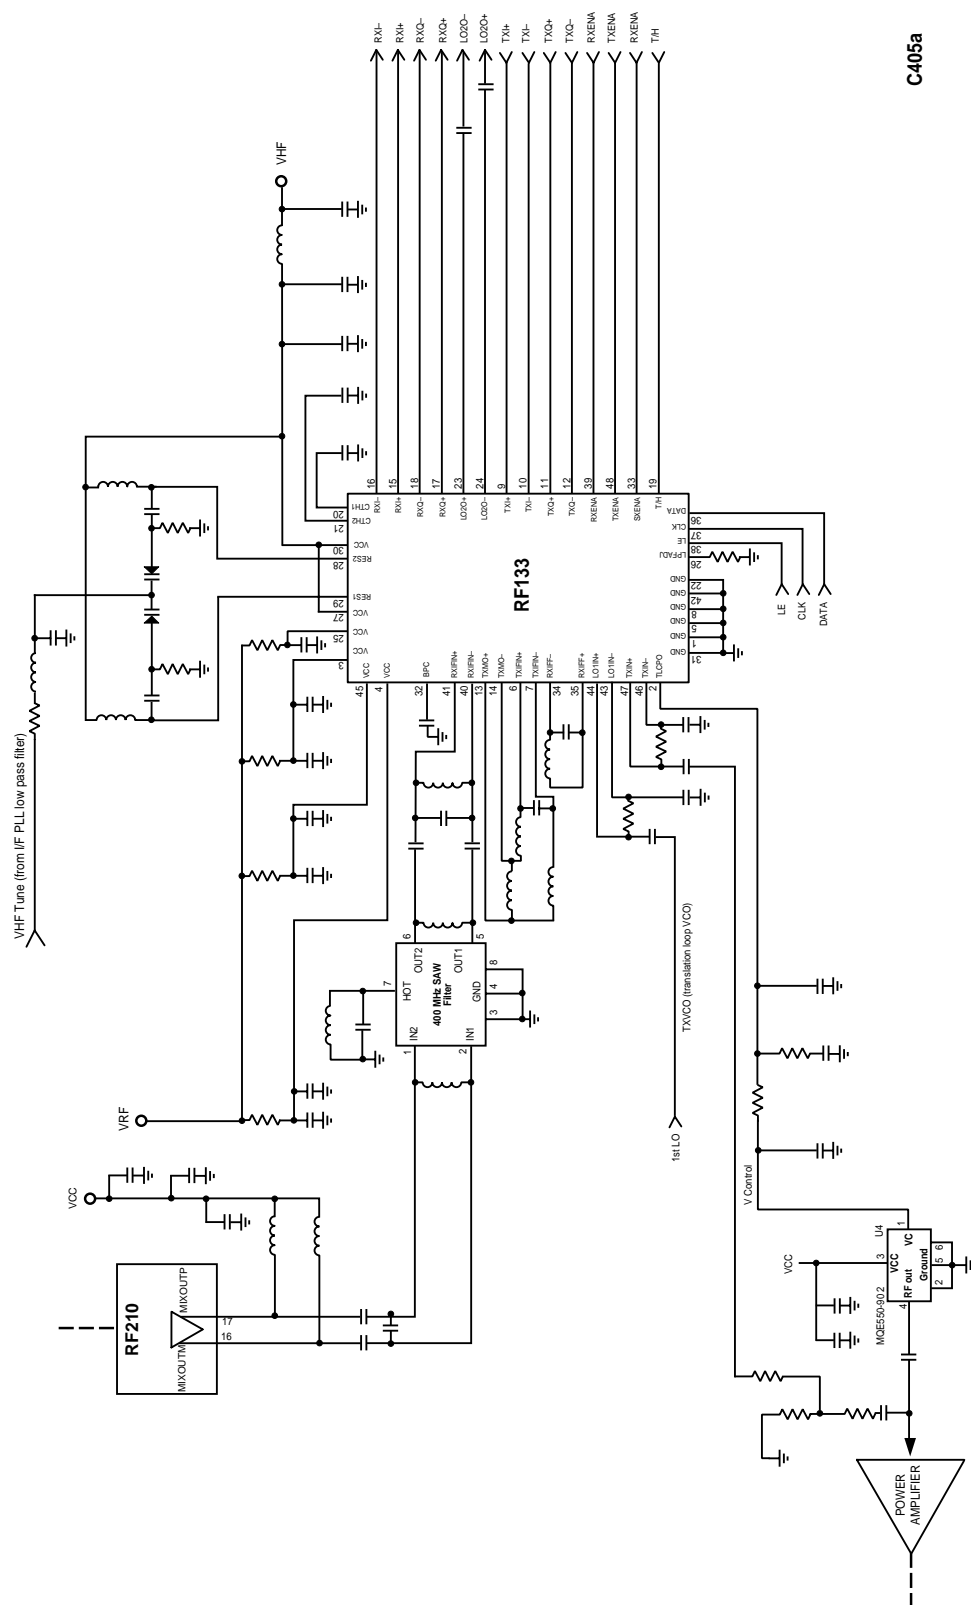 RXI–
RXI+
RXQ–
RXQ+
LO2O–
LO2O+
TXI+
TXI–
TXQ+
TXQ–
RXENA
TXENA
RXENA
T/H
C405a
VHF
VHF Tune (from I/F PLL low pass filter)
16
15
18
17
23
24
9
10
11
12
39
48
33
19
RXI–
RXI+
RXQ–
RXQ+
LO2O+
LO2O–
TXI+
TXI–
TXQ+
TXQ–
RXENA
TXENA
SXENA
T/H
CTH1
20
CTH2
21
VCC
30
RES2
28
RES1
29
VCC
27
VCC
25
VCC
3
RF133
DATA
36
CLK
37
LE
38
LPFADJ
26
GND
22
GND
42
GND
8
GND
5
GND
1
GND
31
LE
CLK
DATA
VCC
VCC
BPC
RXIFIN+
RXIFIN–
TXMO+
TXMO–
TXIFIN+
TXIFIN–
RXIFF–
RXIFF+
LO1IN+
LO1IN–
TXIN+
TXIN–
TLCPO
45
4
32
41
40
13
14
6
7
34
35
44
43
47
46
2
6
5
OUT2
OUT1
7
HOT
400 MHz SAW
Filter
GND
8
4
3
IN2
IN1
1
2
TXVCO (translation loop VCO)
1st LO
VRF
VCC
RF210
MIXOUTP
17
MIXOUTM
16
V Control
VCC
U4
1
VC
3
VCC
RF out
Ground
6
5
2
4
MQE550-902
POWER
AMPLIFIER